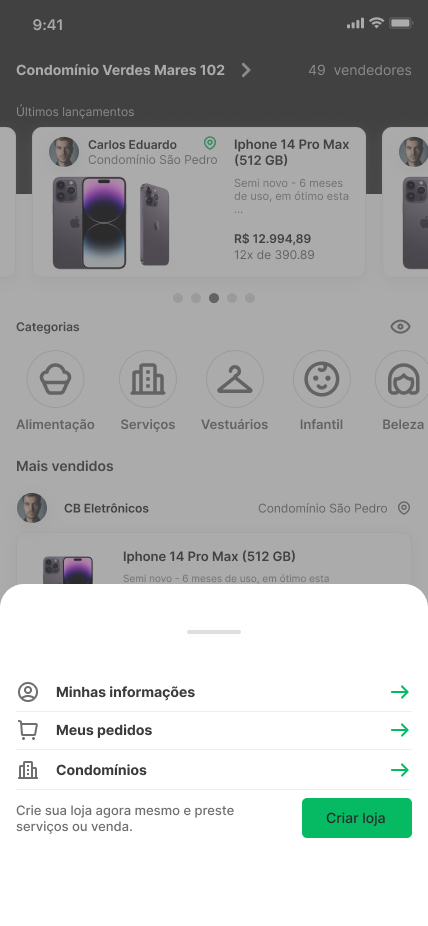 9:41
Condomínio Verdes Mares 102
49 vendedores
Últimos lançamentos
Carlos Eduardo
Condomínio São Pedro
Iphone 14 Pro Max
(512 GB)
Semi novo - 6 meses
de uso, em ótimo esta
...
R$ 12.994,89
12x de 390.89
Categorias
Alimentação
Serviços
Vestuários
Infantil
Beleza
Mais vendidos
CB Eletrônicos
Condomínio São Pedro
Iphone 14 Pro Max (512 GB)
Semi novo - 6 meses de uso, em ótimo esta
Minhas informações
Meus pedidos
Condomínios
Crie sua loja agora mesmo e preste
serviços ou venda.
Criar loja